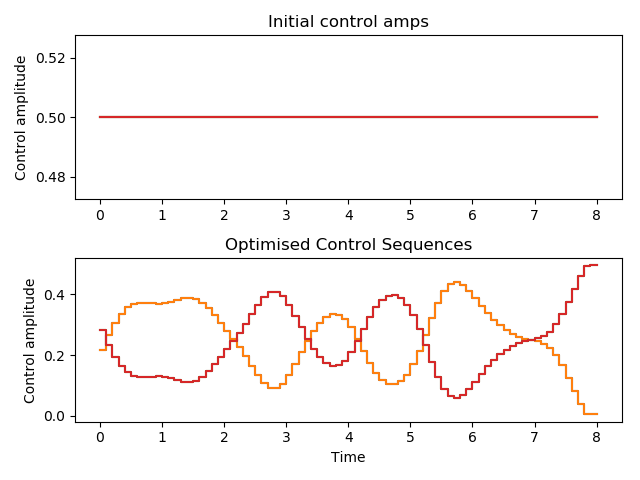 Initial control amps
Control amplitude
0.52
0.50
0.48
0 1 2 3 4 5 6 7 8
Optimised Control Sequences
Control amplitude
0.4
0.2
0.0
0 1 2 3 4 5 6 7 8
Time